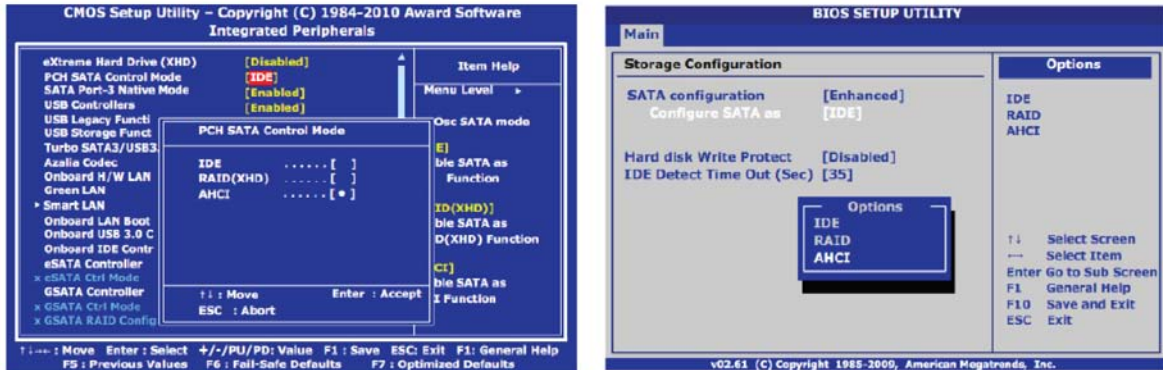 CMOS Setup Utility – Copyright (C) 1984-2010 Award Software
Integrated Peripherals
eXtreme Hard Drive (XHD) [Disabled]
PCH SATA Control Mode [IDE]
SATA Port-3 Native Mode [Enabled]
USB Controllers [Enabled]
USB Legacy Functi
USB Storage Funct
Turbo SATA3/USB3.
Azalia Codec
Onboard H/W LAN
Green LAN
▸ Smart LAN
Onboard LAN Boot
Onboard USB 3.0 C
Onboard IDE Contr
eSATA Controller
x eSATA Ctrl Mode
GSATA Controller
x GSATA Ctrl Mode
x GSATA RAID Config
PCH SATA Control Mode
IDE ......[ ]
RAID(XHD) ......[ ]
AHCI ......[•]
↑↓ : Move Enter : Accept
ESC : Abort
Item Help
Menu Level ▸
Osc SATA mode
E]
ble SATA as
Function
ID(XHD)]
ble SATA as
D(XHD) Function
CI]
ble SATA as
I Function
↑↓→← : Move Enter : Select +/-/PU/PD: Value F1 : Save ESC: Exit F1: General Help
F5 : Previous Values F6 : Fail-Safe Defaults F7 : Optimized Defaults
BIOS SETUP UTILITY
Main
Storage Configuration
SATA configuration [Enhanced]
Configure SATA as [IDE]
Hard disk Write Protect [Disabled]
IDE Detect Time Out (Sec) [35]
Options
IDE
RAID
AHCI
Options
IDE
RAID
AHCI
↑↓ Select Screen
←→ Select Item
Enter Go to Sub Screen
F1 General Help
F10 Save and Exit
ESC Exit
v02.61 (C) Copyright 1985-2009, American Megatrends, Inc.